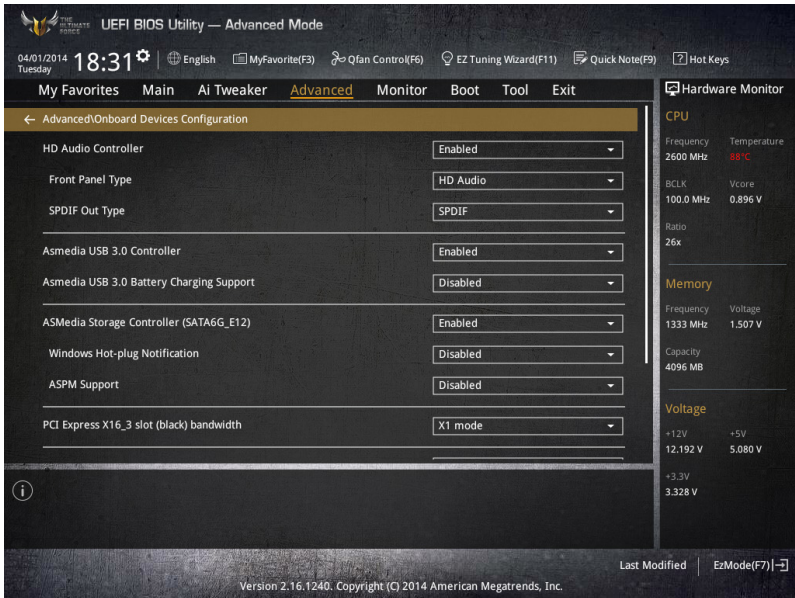 THE
ULTIMATE
FORCE
UEFI BIOS Utility — Advanced Mode
04/01/2014
Tuesday
18:31
English
MyFavorite(F3)
Qfan Control(F6)
EZ Tuning Wizard(F11)
Quick Note(F9)
? Hot Keys
My Favorites Main Ai Tweaker Advanced Monitor Boot Tool Exit
← Advanced\Onboard Devices Configuration
HD Audio Controller Enabled
Front Panel Type HD Audio
SPDIF Out Type SPDIF
Asmedia USB 3.0 Controller Enabled
Asmedia USB 3.0 Battery Charging Support Disabled
ASMedia Storage Controller (SATA6G_E12) Enabled
Windows Hot-plug Notification Disabled
ASPM Support Disabled
PCI Express X16_3 slot (black) bandwidth X1 mode
i
Hardware Monitor
CPU
Frequency Temperature
2600 MHz 88°C
BCLK Vcore
100.0 MHz 0.896 V
Ratio
26x
Memory
Frequency Voltage
1333 MHz 1.507 V
Capacity
4096 MB
Voltage
+12V +5V
12.192 V 5.080 V
+3.3V
3.328 V
Last Modified
EzMode(F7)
Version 2.16.1240. Copyright (C) 2014 American Megatrends, Inc.